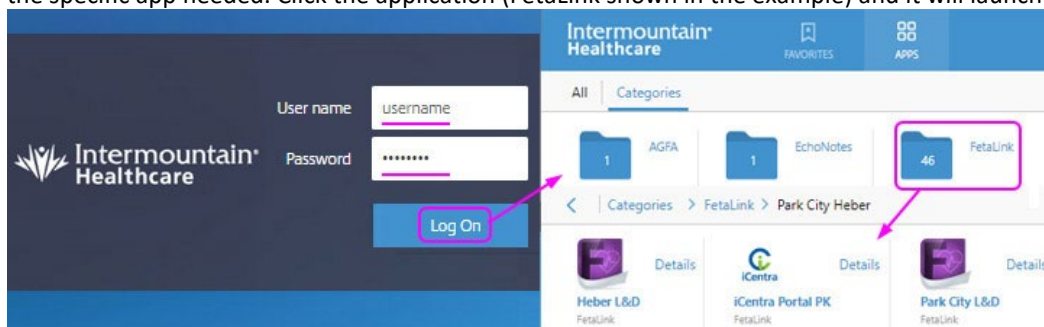 the specific app needed. Click the application (FetaLink shown in the example) and it will launch
Intermountain·
Healthcare
User name
username
Password
Log On
Intermountain·
Healthcare
FAVORITES
APPS
All
Categories
1
AGFA
1
EchoNotes
46
FetaLink
Categories > FetaLink > Park City Heber
Details
iCentra
Details
Details
Heber L&D
iCentra Portal PK
Park City L&D
FetaLink
FetaLink
FetaLink